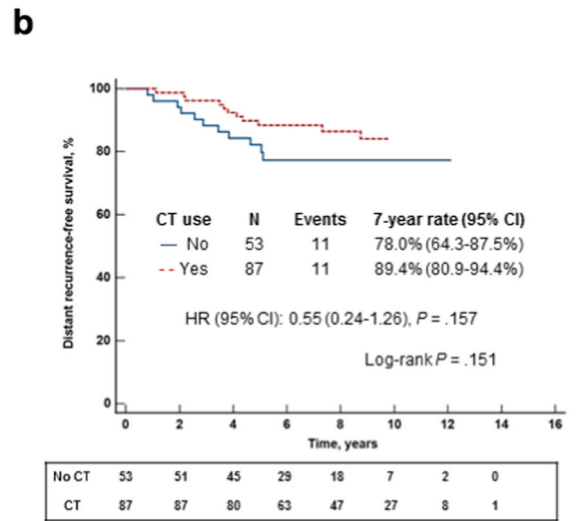 b
Distant recurrence-free survival, %
100
80
60
40
20
0
CT use N Events 7-year rate (95% CI)
No 53 11 78.0% (64.3-87.5%)
Yes 87 11 89.4% (80.9-94.4%)
HR (95% CI): 0.55 (0.24-1.26), P = .157
Log-rank P = .151
0 2 4 6 8 10 12 14 16
Time, years
No CT 53 51 45 29 18 7 2 0
CT 87 87 80 63 47 27 8 1